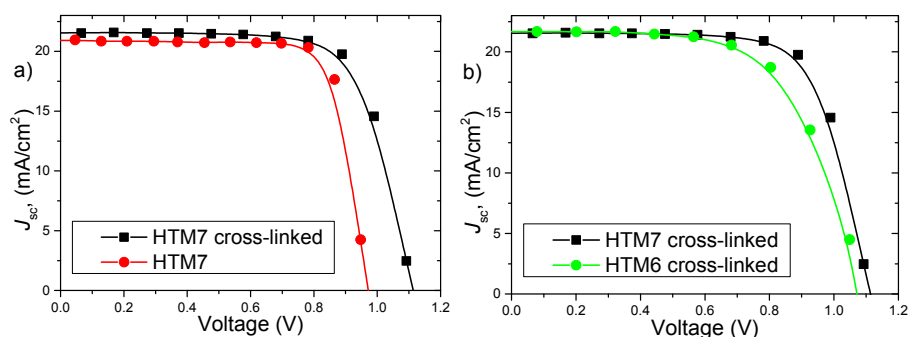 a)
J_sc, (mA/cm²)
20
15
10
5
0
HTM7 cross-linked
HTM7
0.0 0.2 0.4 0.6 0.8 1.0 1.2
Voltage (V)
b)
J_sc, (mA/cm²)
20
15
10
5
0
HTM7 cross-linked
HTM6 cross-linked
0.0 0.2 0.4 0.6 0.8 1.0 1.2
Voltage (V)